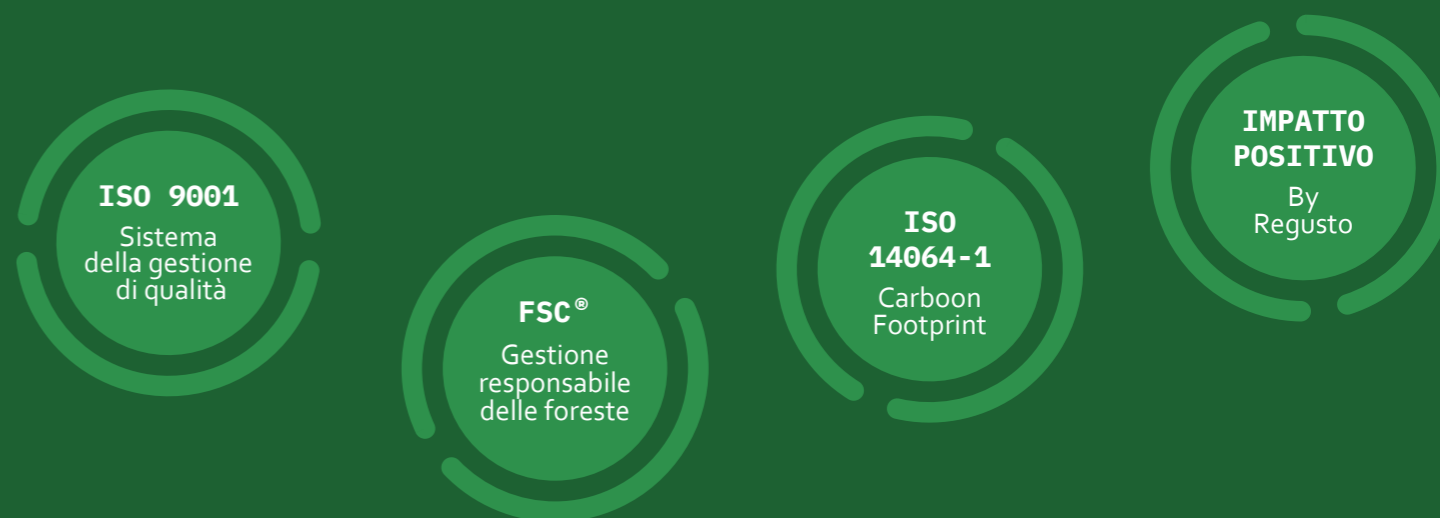 ISO 9001
Sistema
della gestione
di qualità
FSC®
Gestione
responsabile
delle foreste
ISO
14064-1
Carboon
Footprint
IMPATTO
POSITIVO
By
Regusto